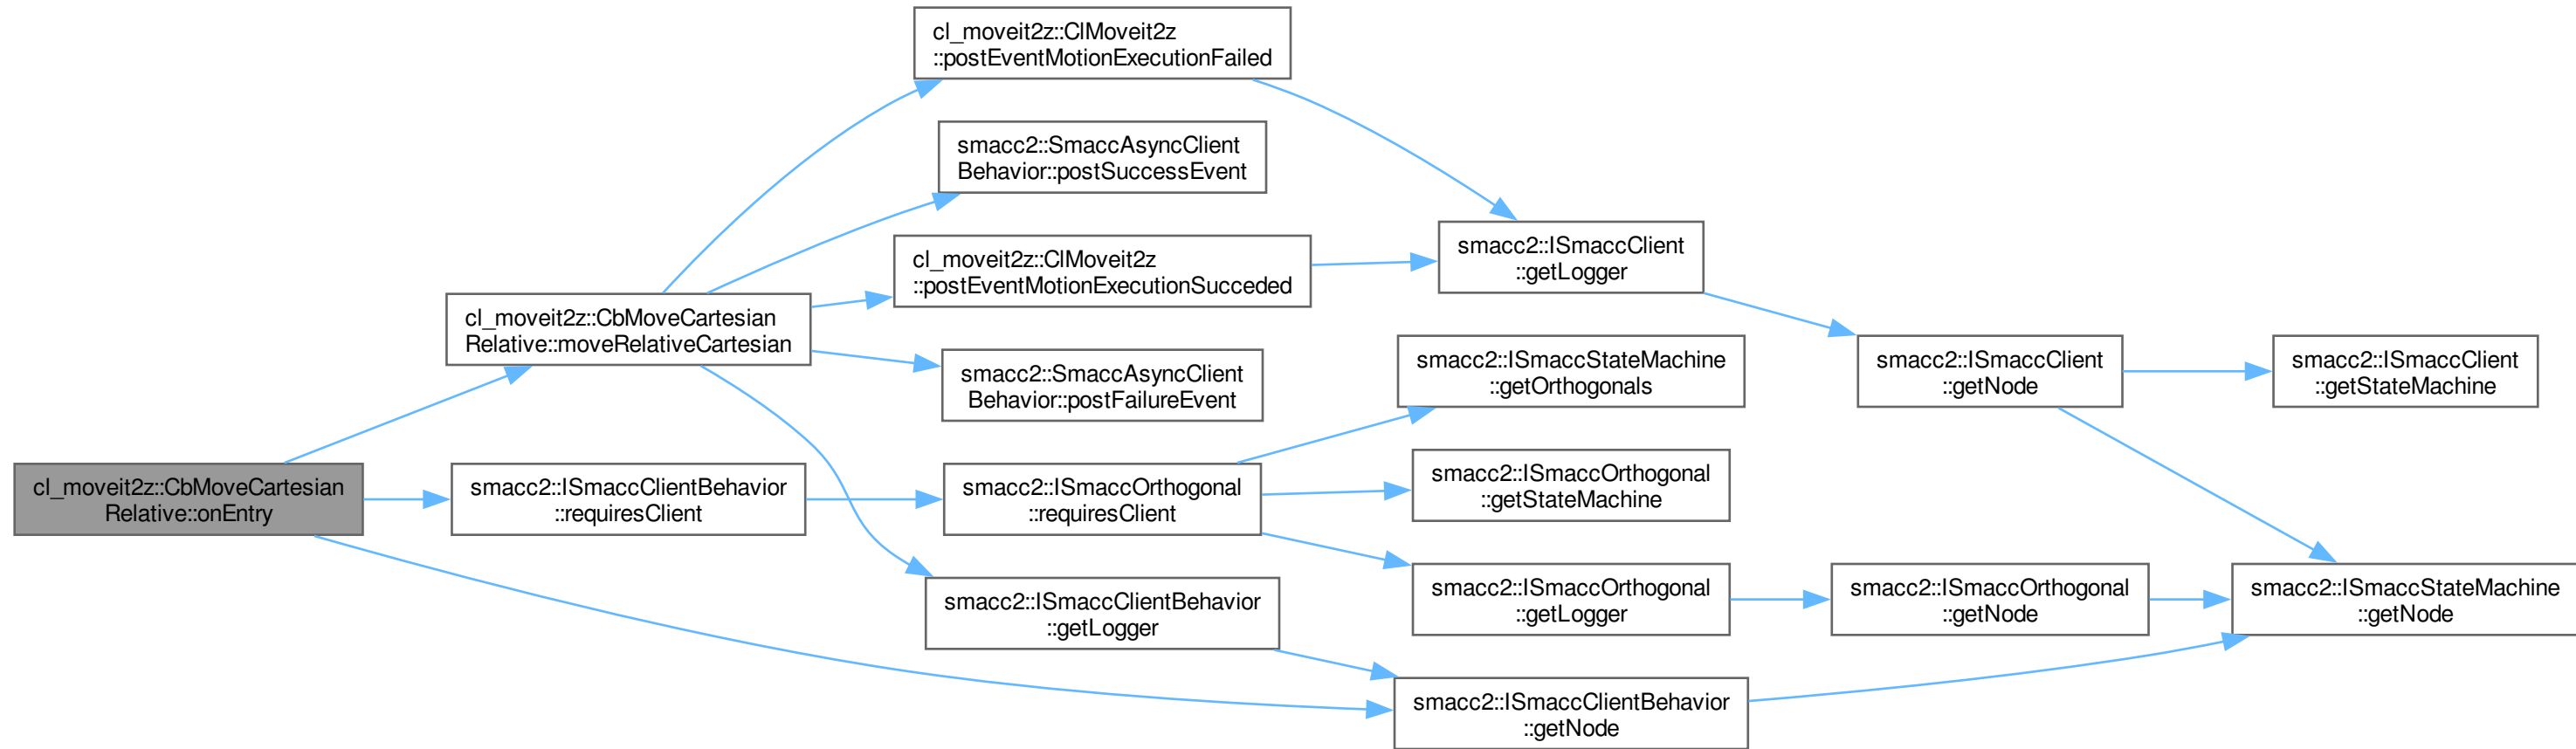 cl_moveit2z::ClMoveit2z
::postEventMotionExecutionFailed
smacc2::SmaccAsyncClient
Behavior::postSuccessEvent
cl_moveit2z::ClMoveit2z
::postEventMotionExecutionSucceded
smacc2::ISmaccClient
::getLogger
cl_moveit2z::CbMoveCartesian
Relative::moveRelativeCartesian
smacc2::SmaccAsyncClient
Behavior::postFailureEvent
smacc2::ISmaccStateMachine
::getOrthogonals
smacc2::ISmaccClient
::getNode
smacc2::ISmaccClient
::getStateMachine
cl_moveit2z::CbMoveCartesian
Relative::onEntry
smacc2::ISmaccClientBehavior
::requiresClient
smacc2::ISmaccOrthogonal
::requiresClient
smacc2::ISmaccOrthogonal
::getStateMachine
smacc2::ISmaccClientBehavior
::getLogger
smacc2::ISmaccOrthogonal
::getLogger
smacc2::ISmaccOrthogonal
::getNode
smacc2::ISmaccStateMachine
::getNode
smacc2::ISmaccClientBehavior
::getNode